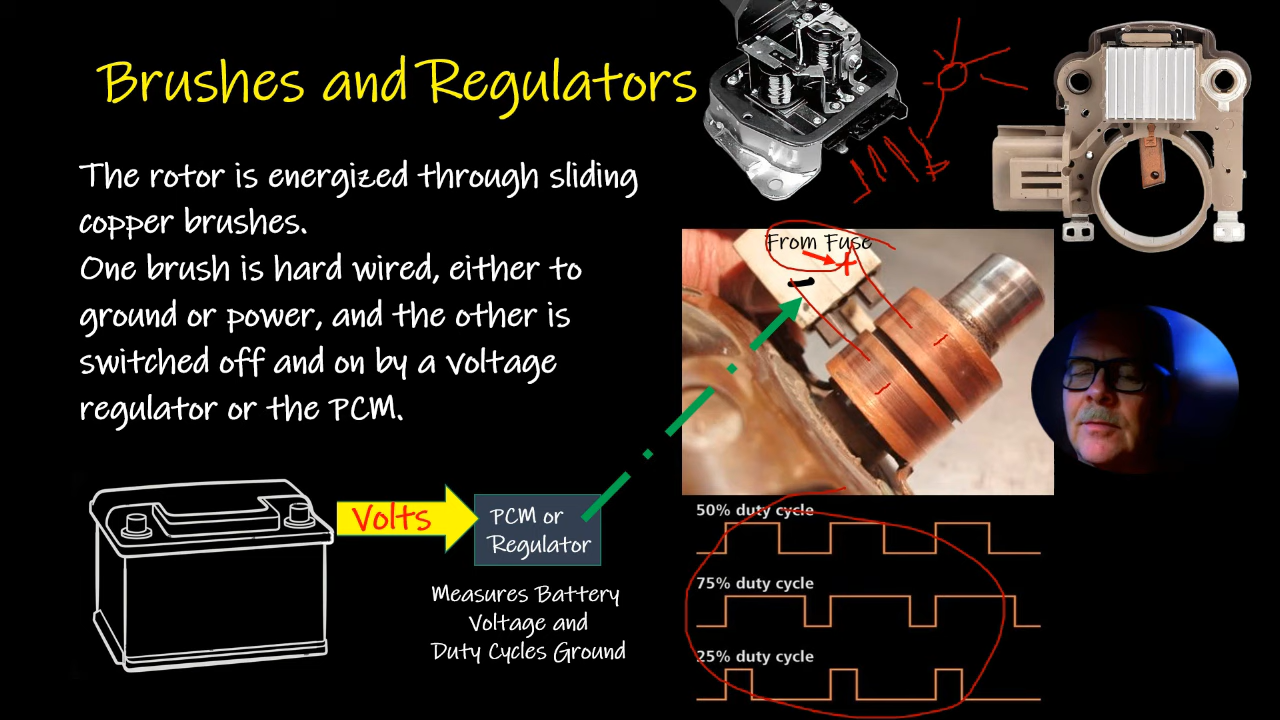 Brushes and Regulators
The rotor is energized through sliding
copper brushes.
One brush is hard wired, either to
ground or power, and the other is
switched off and on by a voltage
regulator or the PCM.
From Fuse
+
-
Volts
PCM or
Regulator
Measures Battery
Voltage and
Duty Cycles Ground
50% duty cycle
75% duty cycle
25% duty cycle